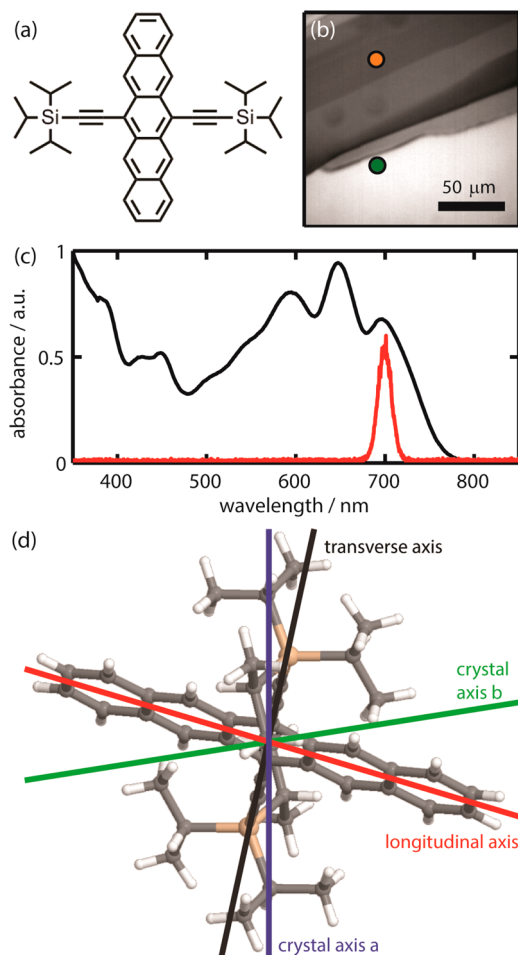 (a)
Si
Si
(b)
50 μm
(c)
1
0.5
0
absorbance / a.u.
400
500
600
700
800
wavelength / nm
(d)
transverse axis
crystal
axis b
longitudinal axis
crystal axis a